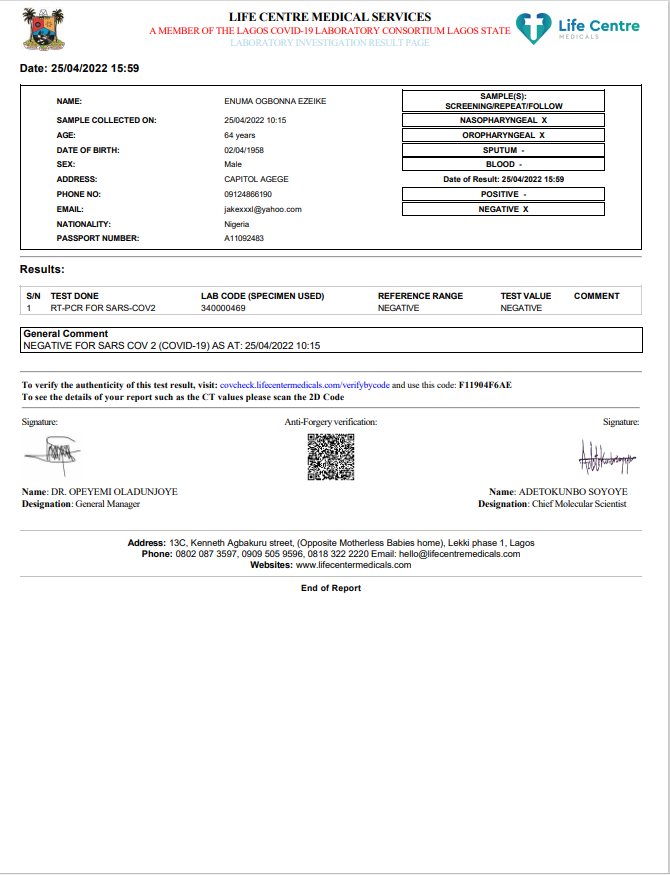 LIFE CENTRE MEDICAL SERVICES
A MEMBER OF THE LAGOS COVID-19 LABORATORY CONSORTIUM LAGOS STATE
LABORATORY INVESTIGATION RESULT PAGE
Life Centre
MEDICALS
Date: 25/04/2022 15:59
NAME: ENUMA OGBONNA EZEIKE
SAMPLE COLLECTED ON: 25/04/2022 10:15
AGE: 64 years
DATE OF BIRTH: 02/04/1958
SEX: Male
ADDRESS: CAPITOL AGEGE
PHONE NO: 09124866190
EMAIL: jakexxxl@yahoo.com
NATIONALITY: Nigeria
PASSPORT NUMBER: A11092483
SAMPLE(S):
SCREENING/REPEAT/FOLLOW
NASOPHARYNGEAL X
OROPHARYNGEAL X
SPUTUM -
BLOOD -
Date of Result: 25/04/2022 15:59
POSITIVE -
NEGATIVE X
Results:
S/N TEST DONE LAB CODE (SPECIMEN USED) REFERENCE RANGE TEST VALUE COMMENT
1 RT-PCR FOR SARS-COV2 340000469 NEGATIVE NEGATIVE
General Comment
NEGATIVE FOR SARS COV 2 (COVID-19) AS AT: 25/04/2022 10:15
To verify the authenticity of this test result, visit: covcheck.lifecentermedicals.com/verifybycode and use this code: F11904F6AE
To see the details of your report such as the CT values please scan the 2D Code
Signature: Anti-Forgery verification: Signature:
Name: DR. OPEYEMI OLADUNJOYE Name: ADETOKUNBO SOYOYE
Designation: General Manager Designation: Chief Molecular Scientist
Address: 13C, Kenneth Agbakuru street, (Opposite Motherless Babies home), Lekki phase 1, Lagos
Phone: 0802 087 3597, 0909 505 9596, 0818 322 2220 Email: hello@lifecentremedicals.com
Websites: www.lifecentermedicals.com
End of Report